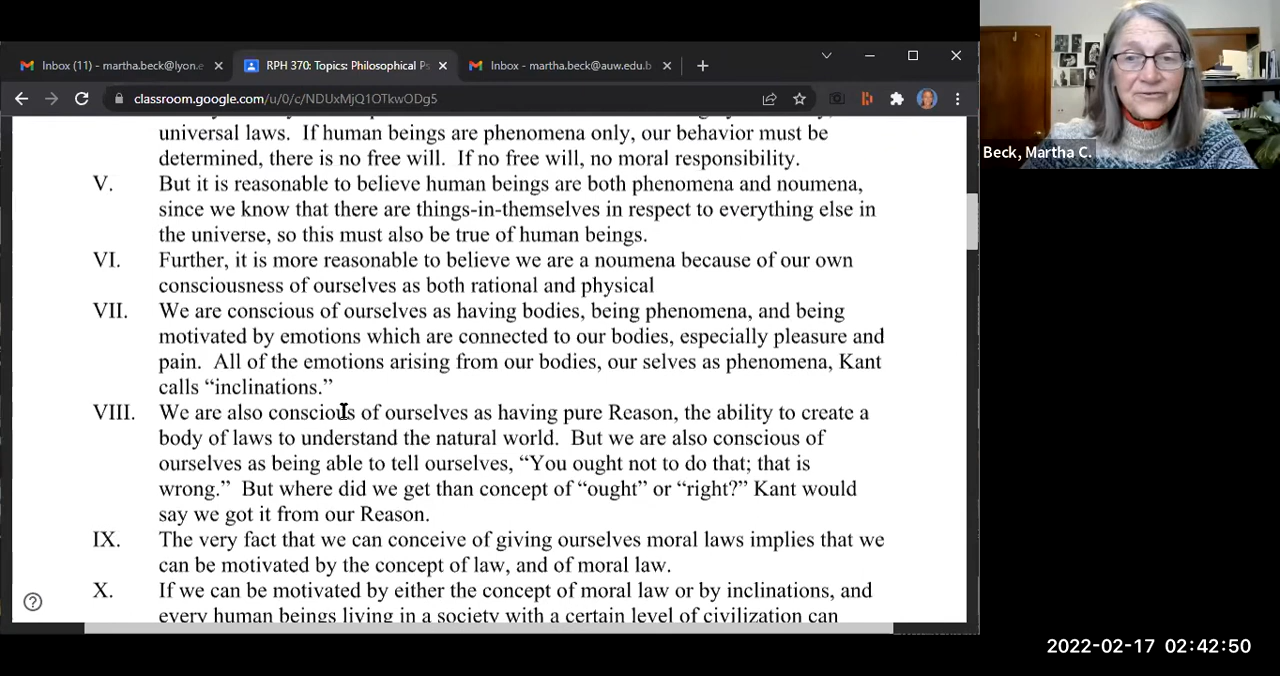 Inbox (11) - martha.beck@lyon.e
RPH 370: Topics: Philosophical Ps
Inbox - martha.beck@auw.edu.b
classroom.google.com/u/0/c/NDUxMjQ1OTkwODg5
Beck, Martha C.
universal laws. If human beings are phenomena only, our behavior must be
determined, there is no free will. If no free will, no moral responsibility.
V. But it is reasonable to believe human beings are both phenomena and noumena,
since we know that there are things-in-themselves in respect to everything else in
the universe, so this must also be true of human beings.
VI. Further, it is more reasonable to believe we are a noumena because of our own
consciousness of ourselves as both rational and physical
VII. We are conscious of ourselves as having bodies, being phenomena, and being
motivated by emotions which are connected to our bodies, especially pleasure and
pain. All of the emotions arising from our bodies, our selves as phenomena, Kant
calls “inclinations.”
VIII. We are also conscious of ourselves as having pure Reason, the ability to create a
body of laws to understand the natural world. But we are also conscious of
ourselves as being able to tell ourselves, “You ought not to do that; that is
wrong.” But where did we get than concept of “ought” or “right?” Kant would
say we got it from our Reason.
IX. The very fact that we can conceive of giving ourselves moral laws implies that we
can be motivated by the concept of law, and of moral law.
X. If we can be motivated by either the concept of moral law or by inclinations, and
every human beings living in a society with a certain level of civilization can
2022-02-17 02:42:50